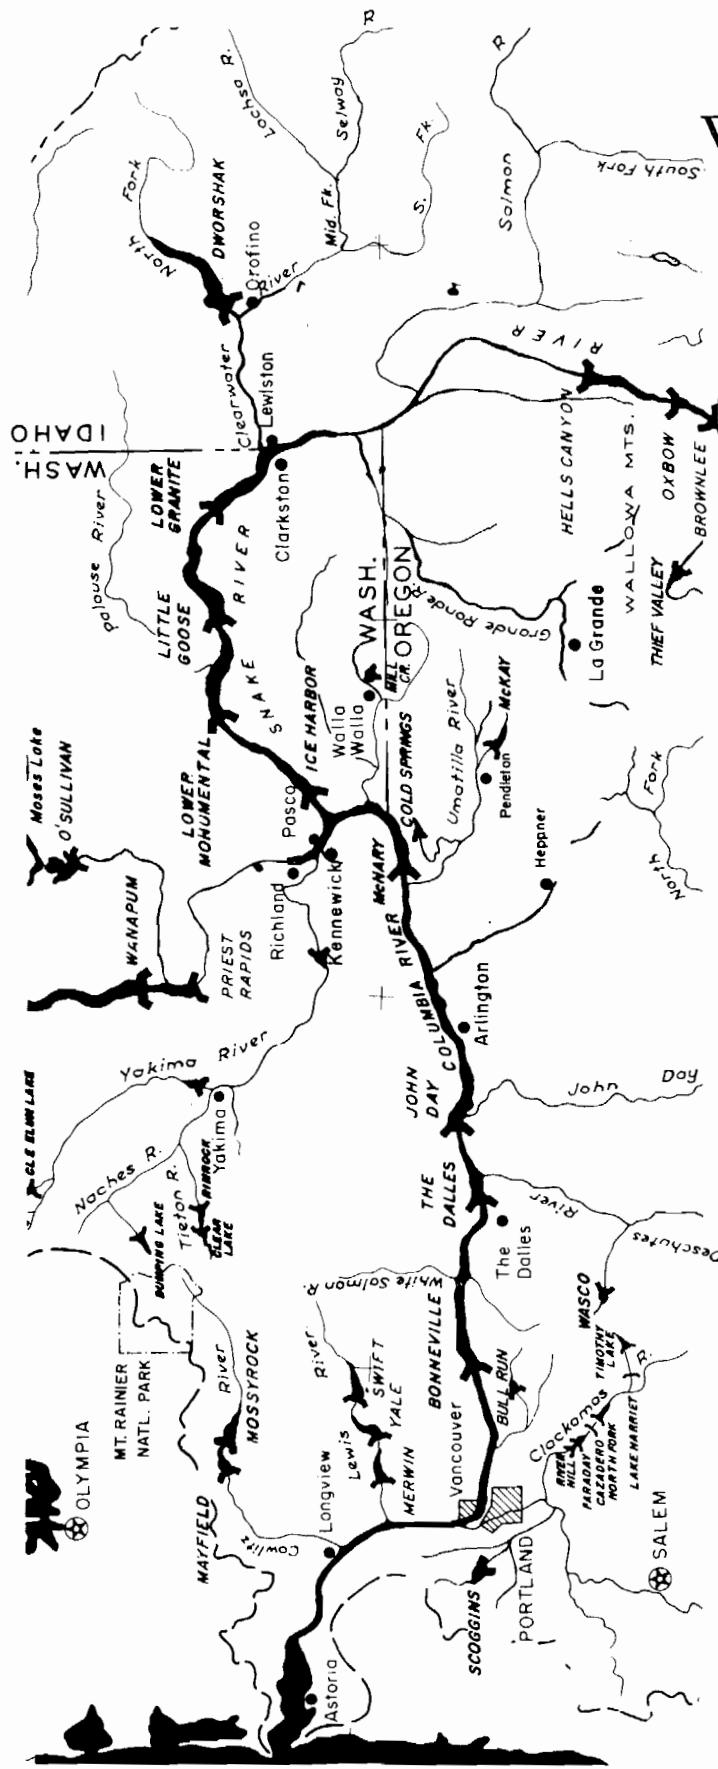 WASH.
IDAHO
Lochsa R.
Selway
R
Mid. Fk.
S. Fk.
R
Salmon
South Fork
North Fork
DWORSHAK
Orofino
River
Clearwater
Lewiston
Clarkston
Palouse River
LOWER
GRANITE
LITTLE
GOOSE
SNAKE RIVER
RIVER
HELLS CANYON
WALLOWA MTS.
OXBOW
BROWNLEE
THIEF VALLEY
La Grande
Grande Ronde R.
WASH.
OREGON
MILL
CR.
Walla
Walla
ICE HARBOR
LOWER
MONUMENTAL
Moses Lake
O'SULLIVAN
Pasco
Richland
Kennewick
McNARY
COLD SPRINGS
Umatilla River
McKAY
Pendleton
Heppner
North Fork
WANAPUM
PRIEST
RAPIDS
COLUMBIA RIVER
Arlington
JOHN
DAY
John Day
Yakima River
Yakima
CLE ELUM LAKE
Naches R.
Tieton R.
RIMROCK
CLEAR
LAKE
BUMPING LAKE
THE
DALLES
The
Dalles
River
Deschutes
White Salmon R.
MT. RAINIER
NATL. PARK
OLYMPIA
River
MOSSYROCK
MAYFIELD
Cowlitz
River
Lewis
SWIFT
YALE
MERWIN
Longview
BONNEVILLE
Vancouver
BULL RUN
WASCO
TIMOTHY
LAKE
Clackamas
R.
RIVER
MILL
FARADAY
CAZADERO
NORTH FORK
LAKE HARRIET
PORTLAND
SCOGGINS
SALEM
Astoria